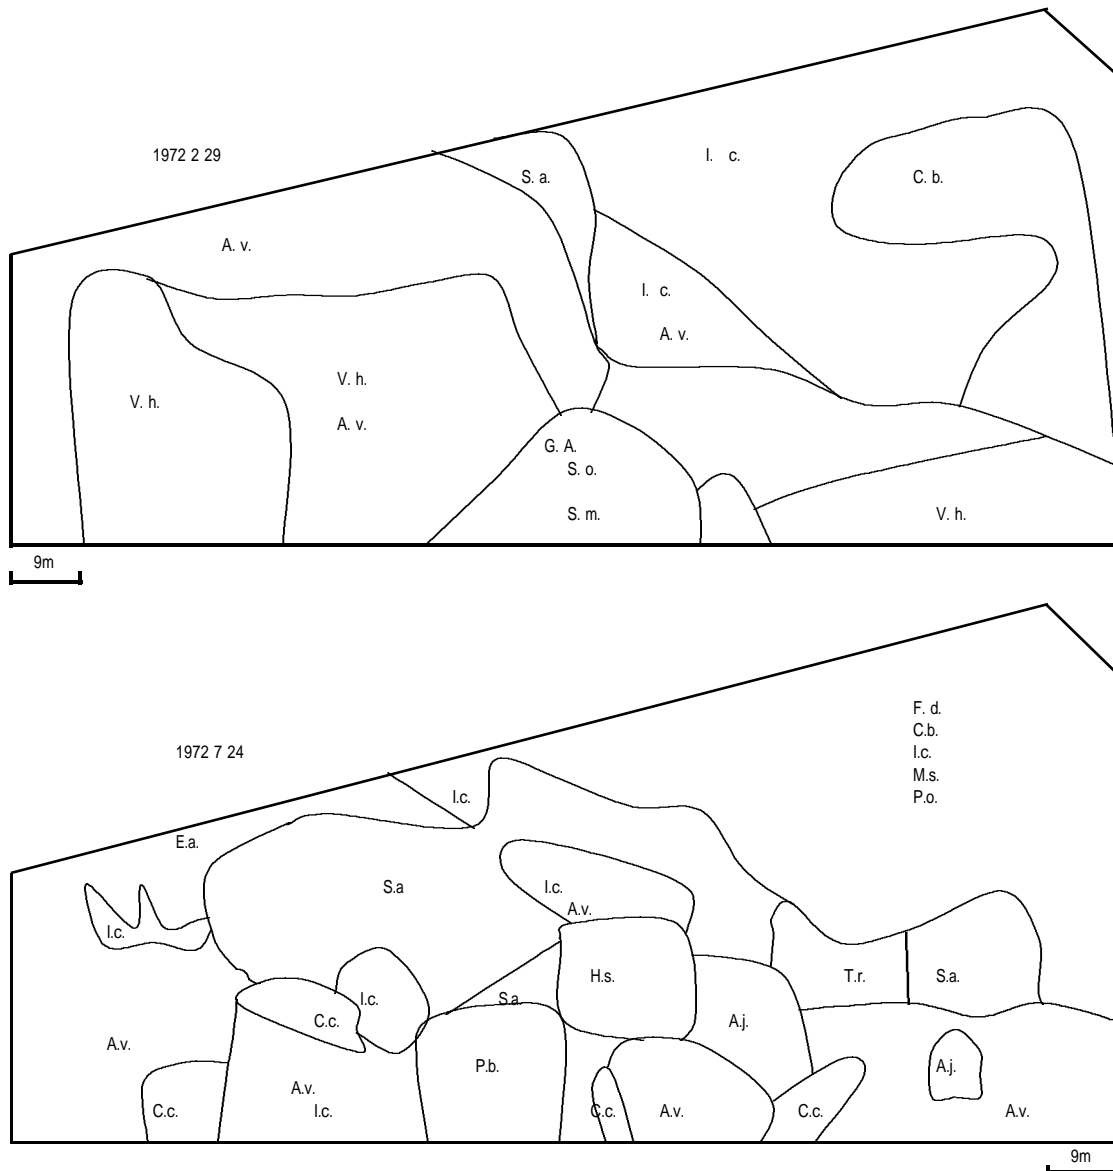 1972 2 29
I. c.
S. a.
C. b.
A. v.
I. c.
A. v.
V. h.
V. h.
A. v.
G. A.
S. o.
S. m.
V. h.
9m
1972 7 24
F. d.
C.b.
I.c.
M.s.
P.o.
I.c.
E.a.
S.a
I.c.
A.v.
I.c.
H.s.
T.r.
S.a.
I.c.
S.a.
C.c.
A.j.
A.v.
P.b.
A.j.
A.v.
I.c.
C.c.
C.c.
A.v.
C.c.
A.v.
9m